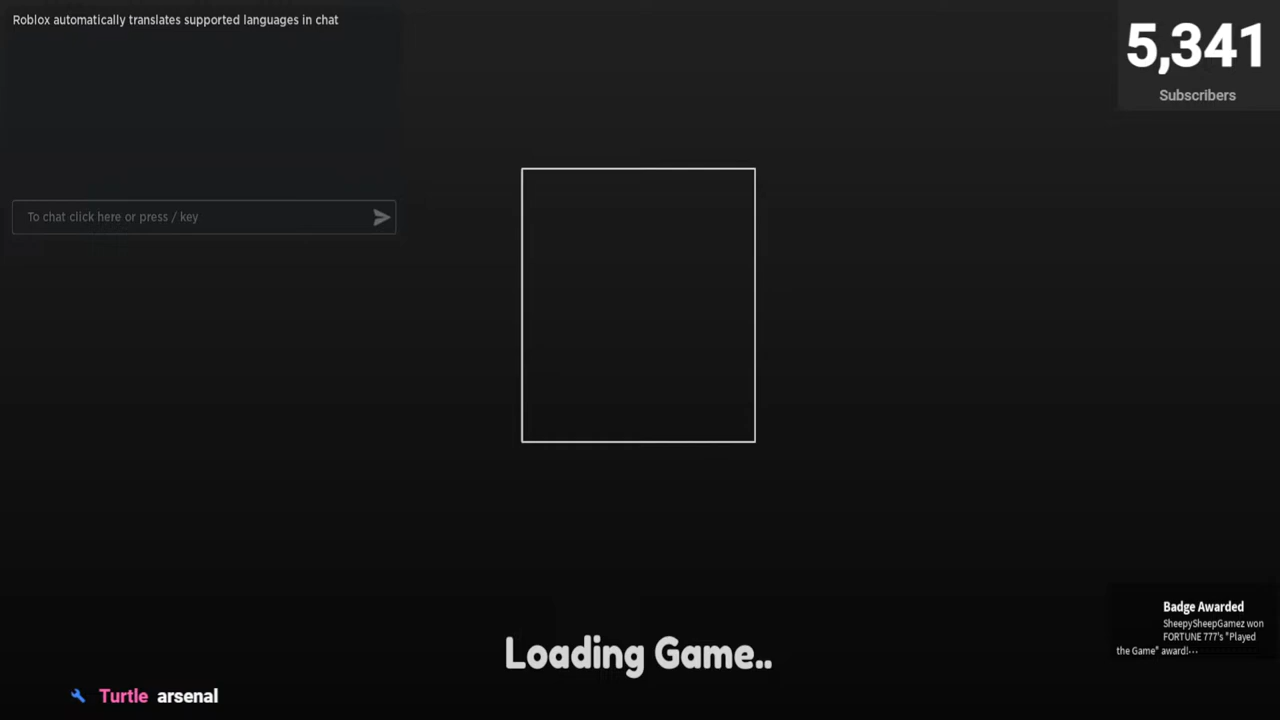 Roblox automatically translates supported languages in chat
5,341
Subscribers
To chat click here or press / key
Badge Awarded
SheepySheepGamez won
FORTUNE 777's "Played
the Game" award!...
Loading Game..
Turtle arsenal